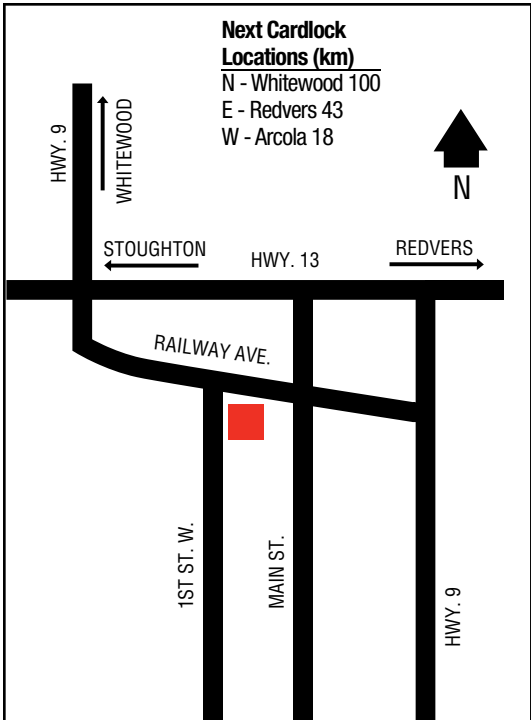 Next Cardlock
Locations (km)
N - Whitewood 100
E - Redvers 43
W - Arcola 18
N
HWY. 9
WHITEWOOD
STOUGHTON
HWY. 13
REDVERS
RAILWAY AVE.
1ST ST. W.
MAIN ST.
HWY. 9